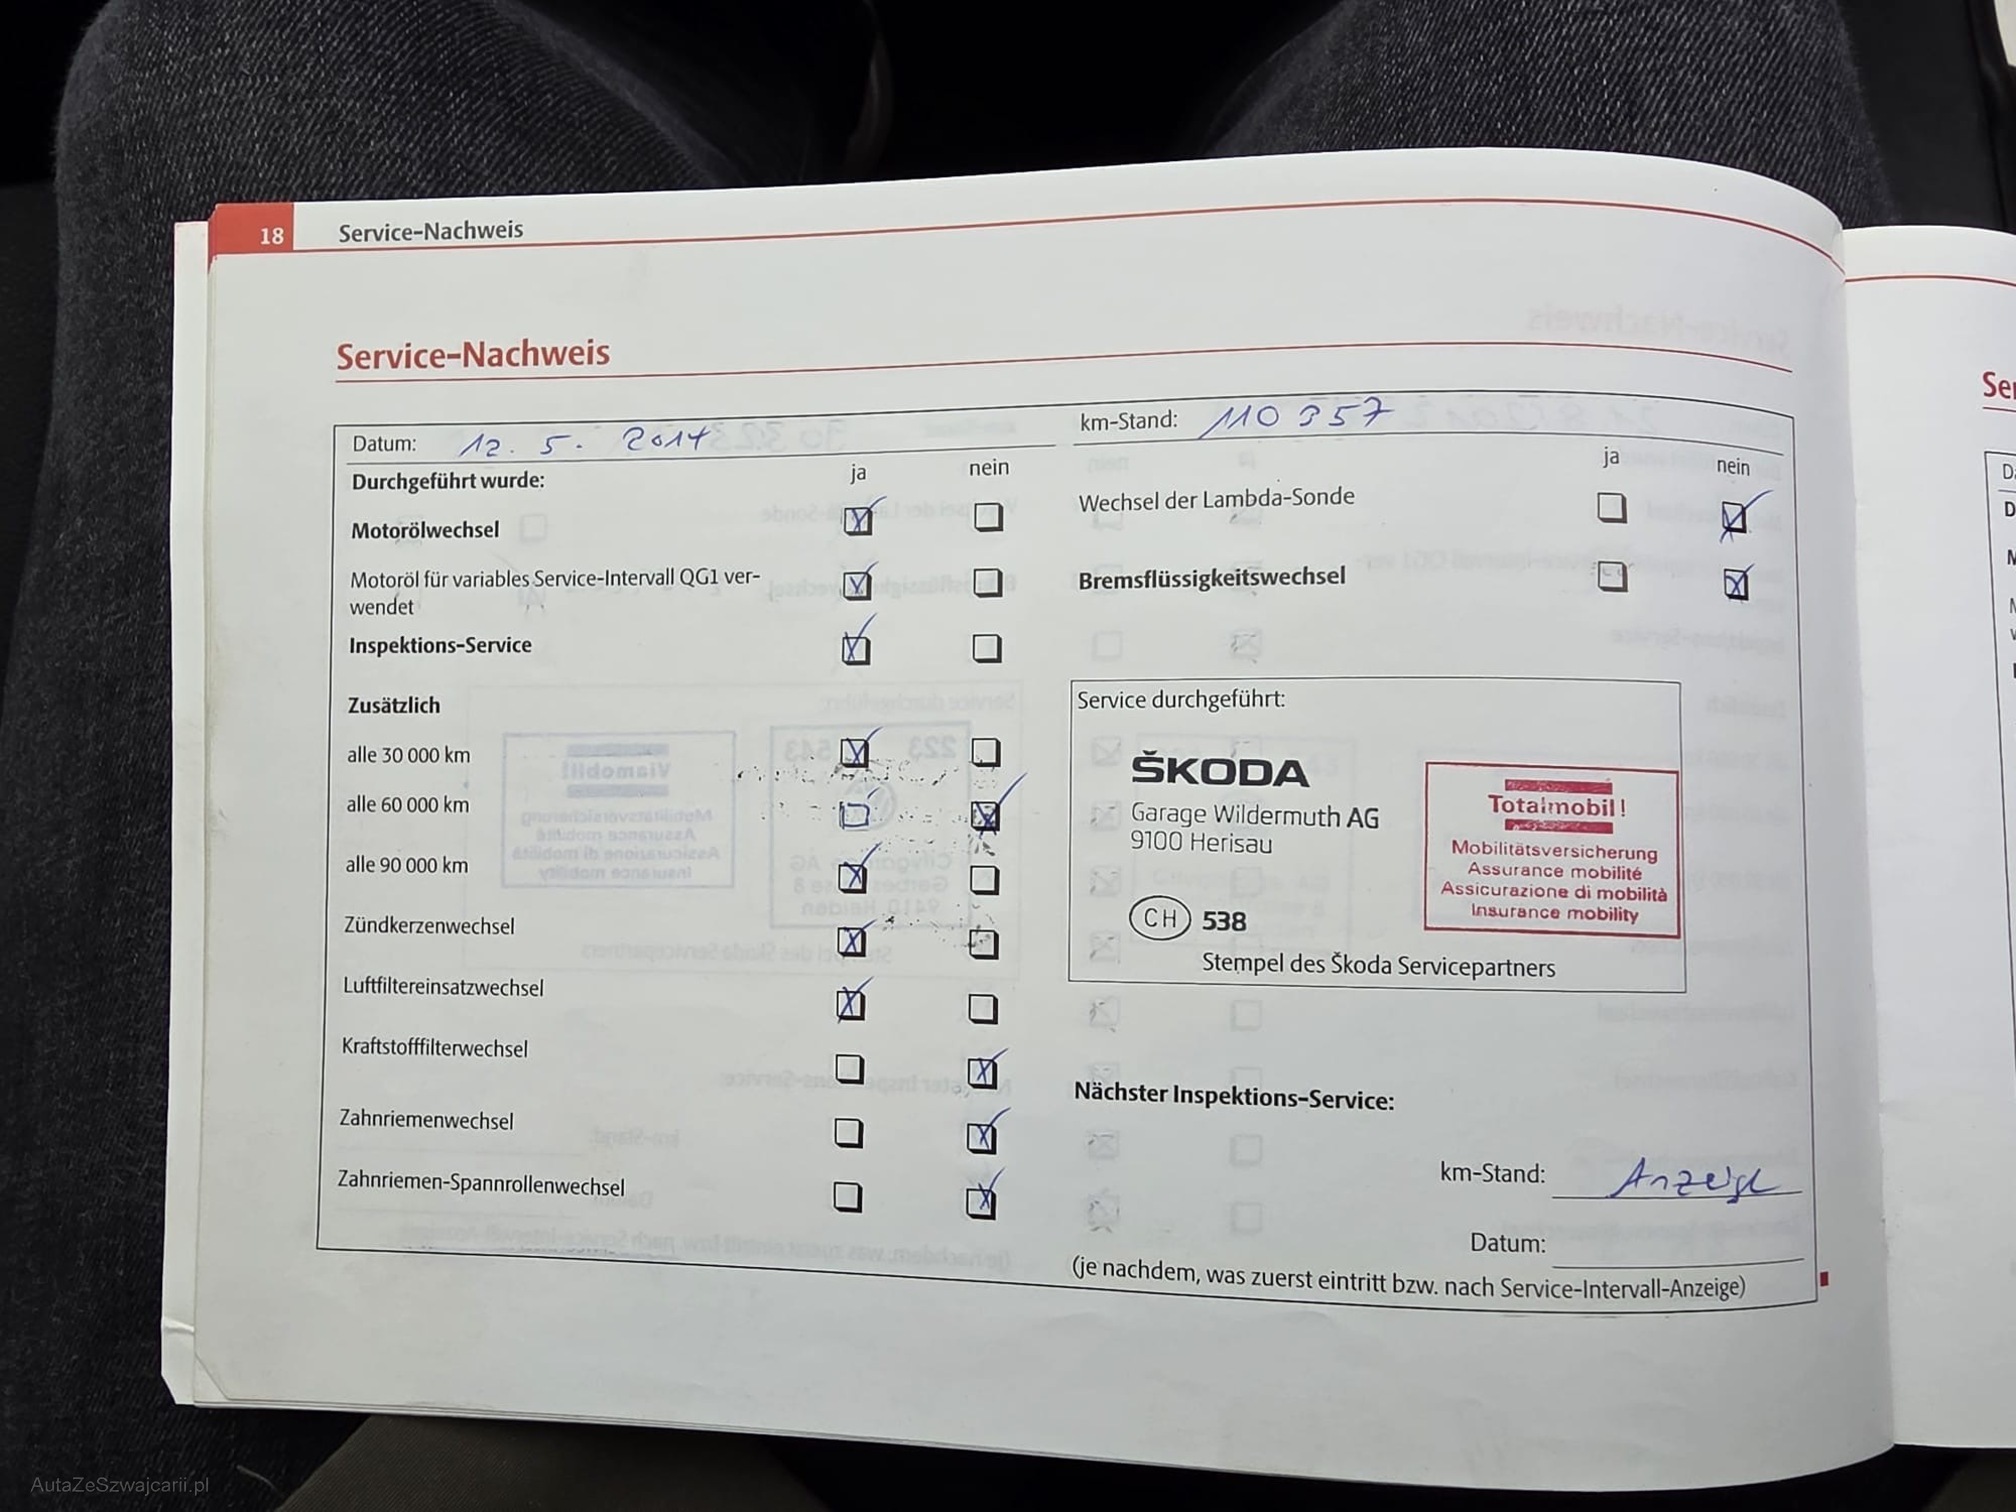 18 Service-Nachweis
Service-Nachweis
Datum: 12. 5. 2014
km-Stand: 110 357
Durchgeführt wurde: ja nein
Motorölwechsel
Motoröl für variables Service-Intervall QG1 ver-
wendet
Inspektions-Service
Zusätzlich
alle 30 000 km
alle 60 000 km
alle 90 000 km
Zündkerzenwechsel
Luftfiltereinsatzwechsel
Kraftstofffilterwechsel
Zahnriemenwechsel
Zahnriemen-Spannrollenwechsel
ja nein
Wechsel der Lambda-Sonde
Bremsflüssigkeitswechsel
Service durchgeführt:
ŠKODA
Garage Wildermuth AG
9100 Herisau
CH 538
Totalmobil!
Mobilitätsversicherung
Assurance mobilité
Assicurazione di mobilità
Insurance mobility
Stempel des Škoda Servicepartners
Nächster Inspektions-Service:
km-Stand: Anzeige
Datum:
(je nachdem, was zuerst eintritt bzw. nach Service-Intervall-Anzeige)
AutaZeSzwajcarii.pl